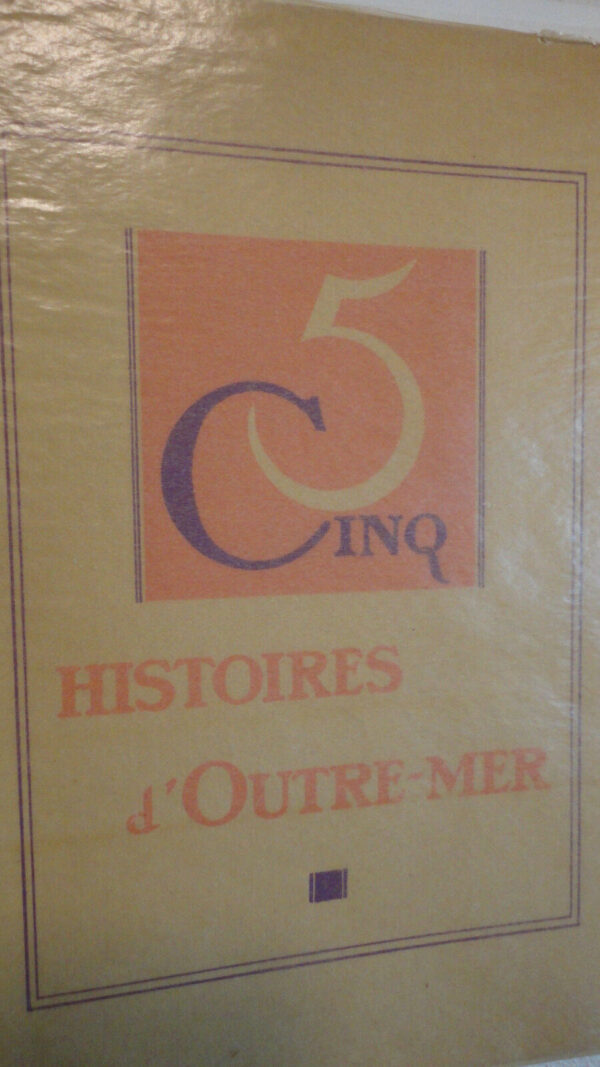 5
CINQ
HISTOIRES
d'OUTRE-MER